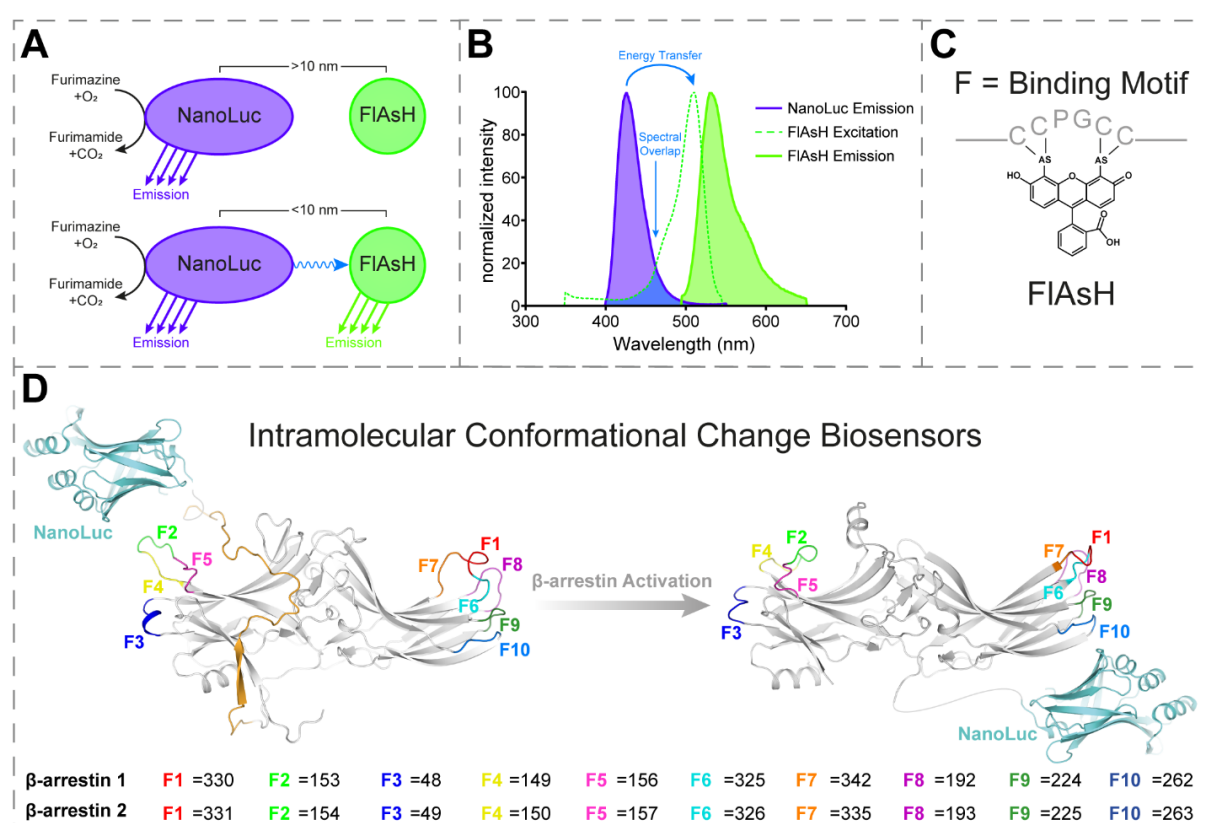 A
>10 nm
Furimazine
+O₂
NanoLuc
FlAsH
Furimamide
+CO₂
Emission
<10 nm
Furimazine
+O₂
NanoLuc
FlAsH
Furimamide
+CO₂
Emission
Emission
B
Energy Transfer
Spectral
Overlap
NanoLuc Emission
FlAsH Excitation
FlAsH Emission
normalized intensity
100
80
60
40
20
0
300 400 500 600 700
Wavelength (nm)
C
F = Binding Motif
C C P G C C
AS AS
HO O O
O
OH
FlAsH
D
Intramolecular Conformational Change Biosensors
NanoLuc
F2
F5
F4
F3
F1
F7
F8
F6
F9
F10
β-arrestin Activation
F2
F4
F5
F3
F1
F7
F8
F6
F9
F10
NanoLuc
β-arrestin 1 F1 =330 F2 =153 F3 =48 F4 =149 F5 =156 F6 =325 F7 =342 F8 =192 F9 =224 F10 =262
β-arrestin 2 F1 =331 F2 =154 F3 =49 F4 =150 F5 =157 F6 =326 F7 =335 F8 =193 F9 =225 F10 =263